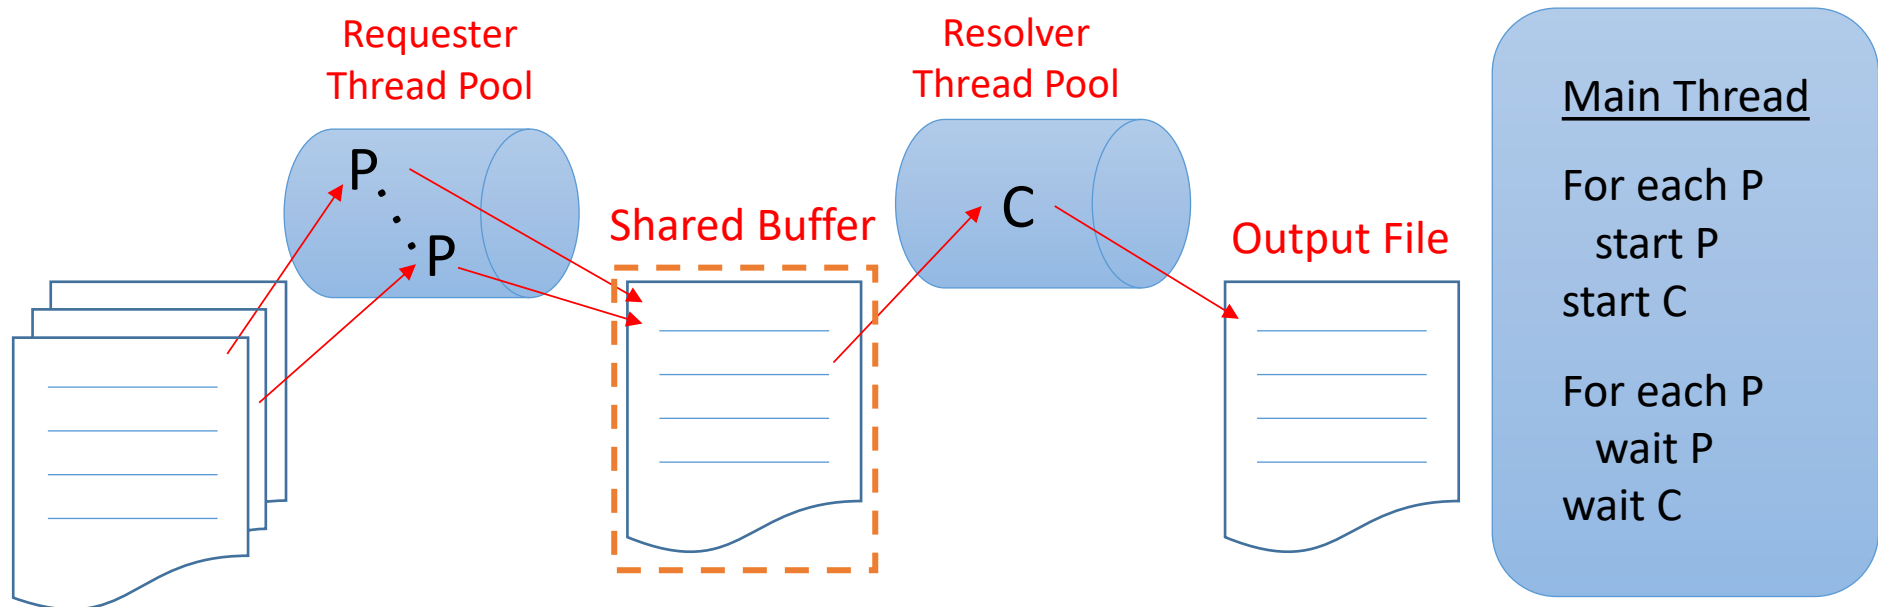 Requester
Thread Pool
P
P
Shared Buffer
Resolver
Thread Pool
C
Output File
Main Thread
For each P
start P
start C
For each P
wait P
wait C